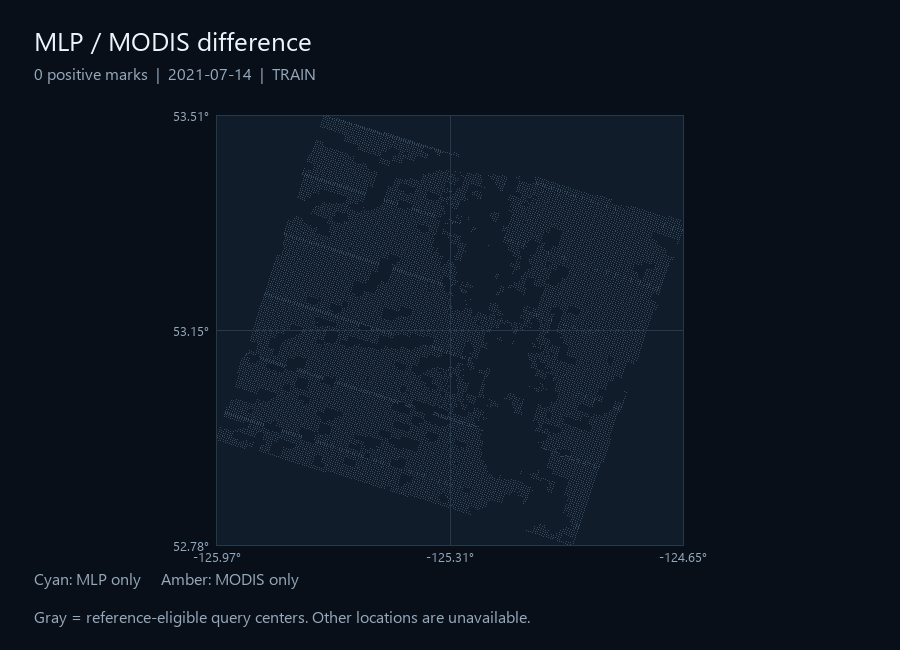 MLP / MODIS difference
0 positive marks | 2021-07-14 | TRAIN
53.51°
53.15°
52.78°
-125.97° -125.31° -124.65°
Cyan: MLP only Amber: MODIS only
Gray = reference-eligible query centers. Other locations are unavailable.